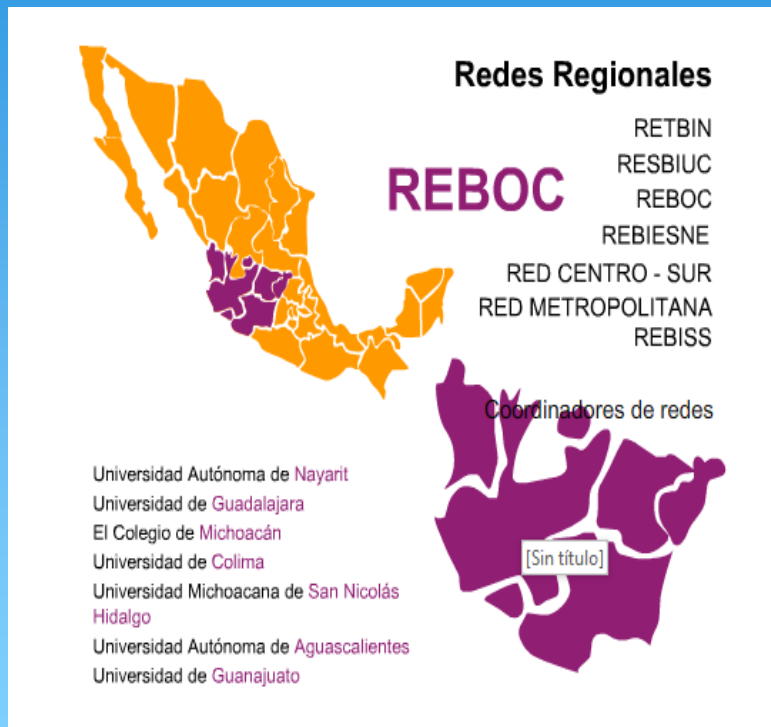 Redes Regionales
RETBIN
RESBIUC
REBOC
REBOC
REBIESNE
RED CENTRO - SUR
RED METROPOLITANA
REBISS
Coordinadores de redes
Universidad Autónoma de Nayarit
Universidad de Guadalajara
El Colegio de Michoacán
Universidad de Colima
Universidad Michoacana de San Nicolás
Hidalgo
Universidad Autónoma de Aguascalientes
Universidad de Guanajuato
[Sin título]